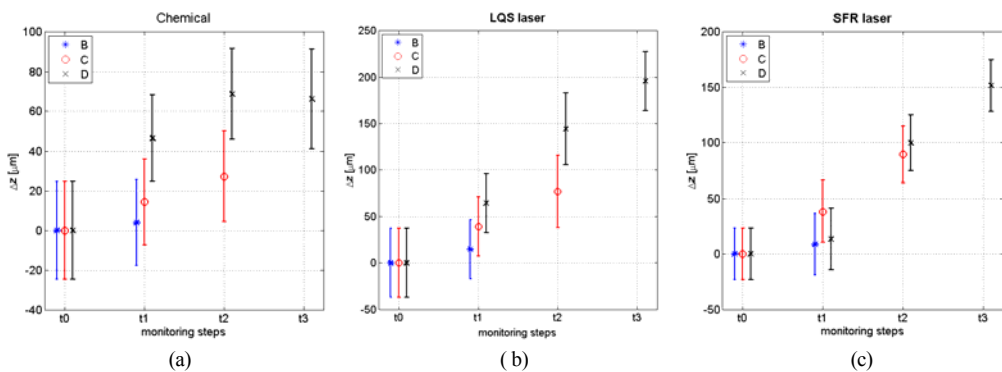 Chemical
B
C
D
100
80
60
40
20
0
-20
-40
Δz [μm]
t0
t1
t2
t3
monitoring steps
(a)
LQS laser
B
C
D
250
200
150
100
50
0
-50
Δz [μm]
t0
t1
t2
t3
monitoring steps
( b)
SFR laser
B
C
D
200
150
100
50
0
-50
Δz [μm]
t0
t1
t2
t3
monitoring steps
(c)